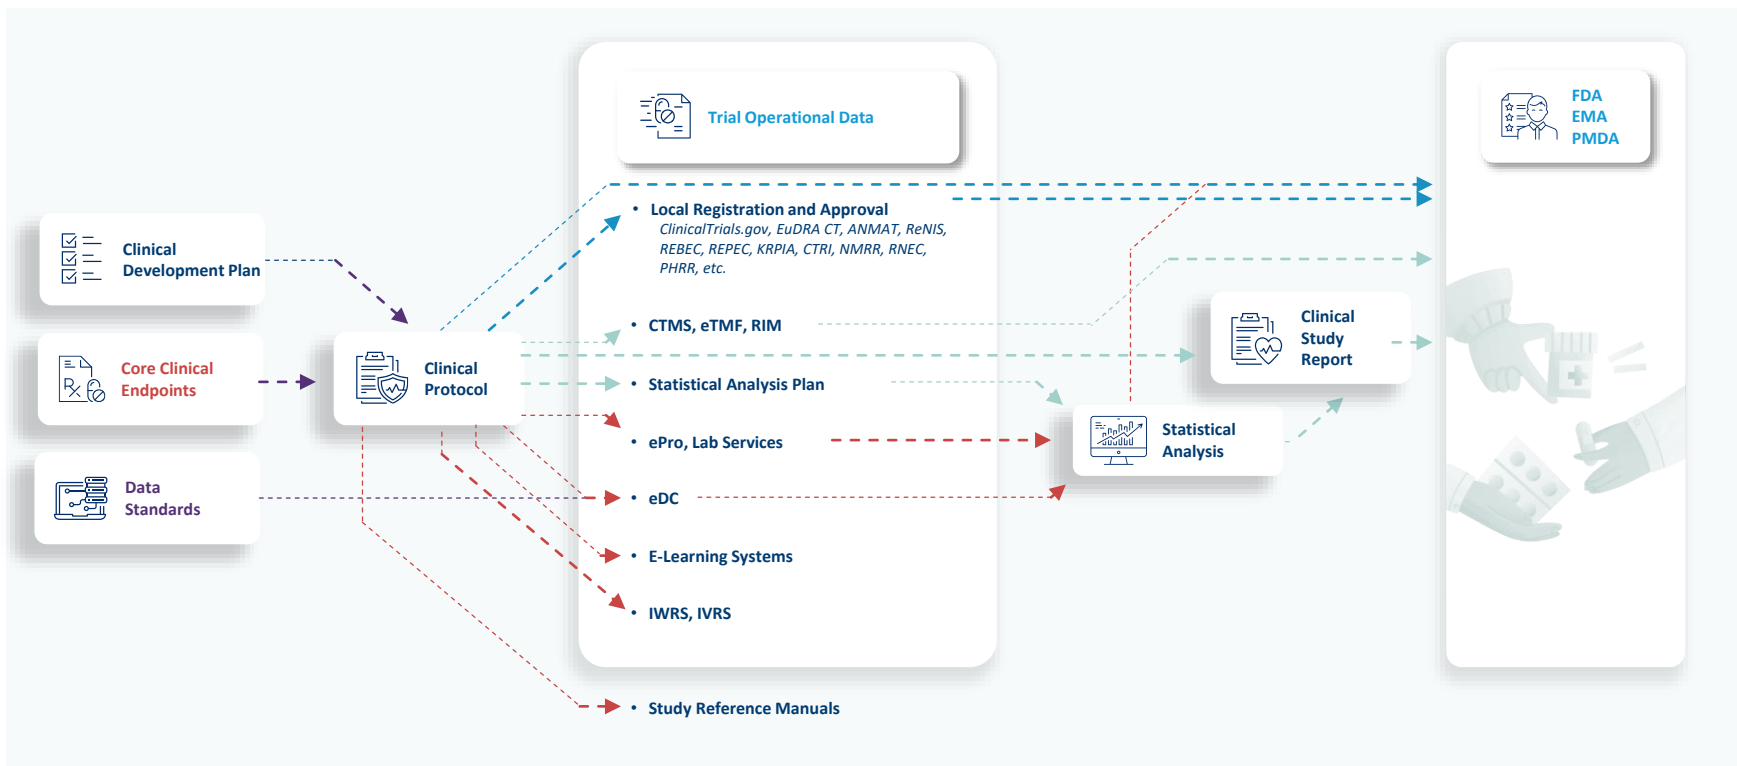 Trial Operational Data
FDA
EMA
PMDA
• Local Registration and Approval
ClinicalTrials.gov, EuDRA CT, ANMAT, ReNIS,
REBEC, REPEC, KRPIA, CTRI, NMRR, RNEC,
PHRR, etc.
Clinical
Development Plan
• CTMS, eTMF, RIM
Clinical
Study
Report
Core Clinical
Endpoints
Clinical
Protocol
• Statistical Analysis Plan
• ePro, Lab Services
Statistical
Analysis
Data
Standards
• eDC
• E-Learning Systems
• IWRS, IVRS
• Study Reference Manuals